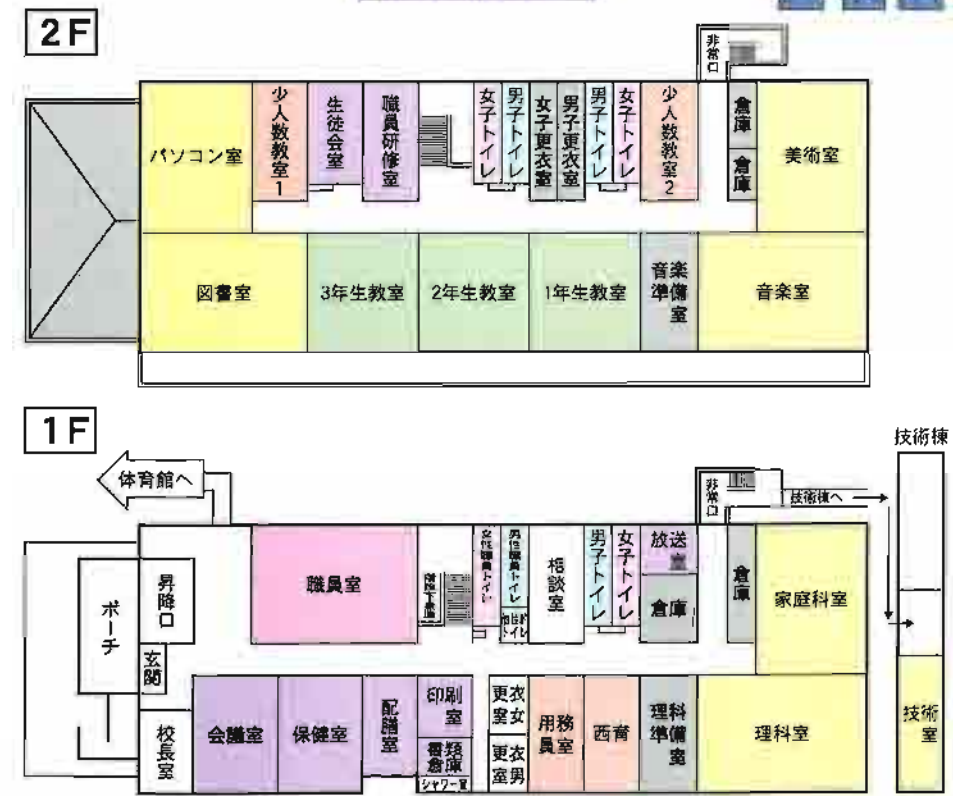 2F
非常口
パソコン室
少人数教室1
生徒会室
職員研修室
女子トイレ
男子トイレ
女子更衣室
男子更衣室
男子トイレ
女子トイレ
少人数教室2
倉庫
倉庫
美術室
図書室
3年生教室
2年生教室
1年生教室
音楽準備室
音楽室
1F
技術棟
体育館へ
非常口
技術棟へ
ポーチ
昇降口
玄関
校長室
職員室
女性職員トイレ
男性職員トイレ
トイレ
相談室
男子トイレ
女子トイレ
放送室
倉庫
倉庫
家庭科室
会議室
保健室
配膳室
印刷室
書類倉庫
シャワー室
更衣室女
更衣室男
用務員室
西育
理科準備室
理科室
技術室